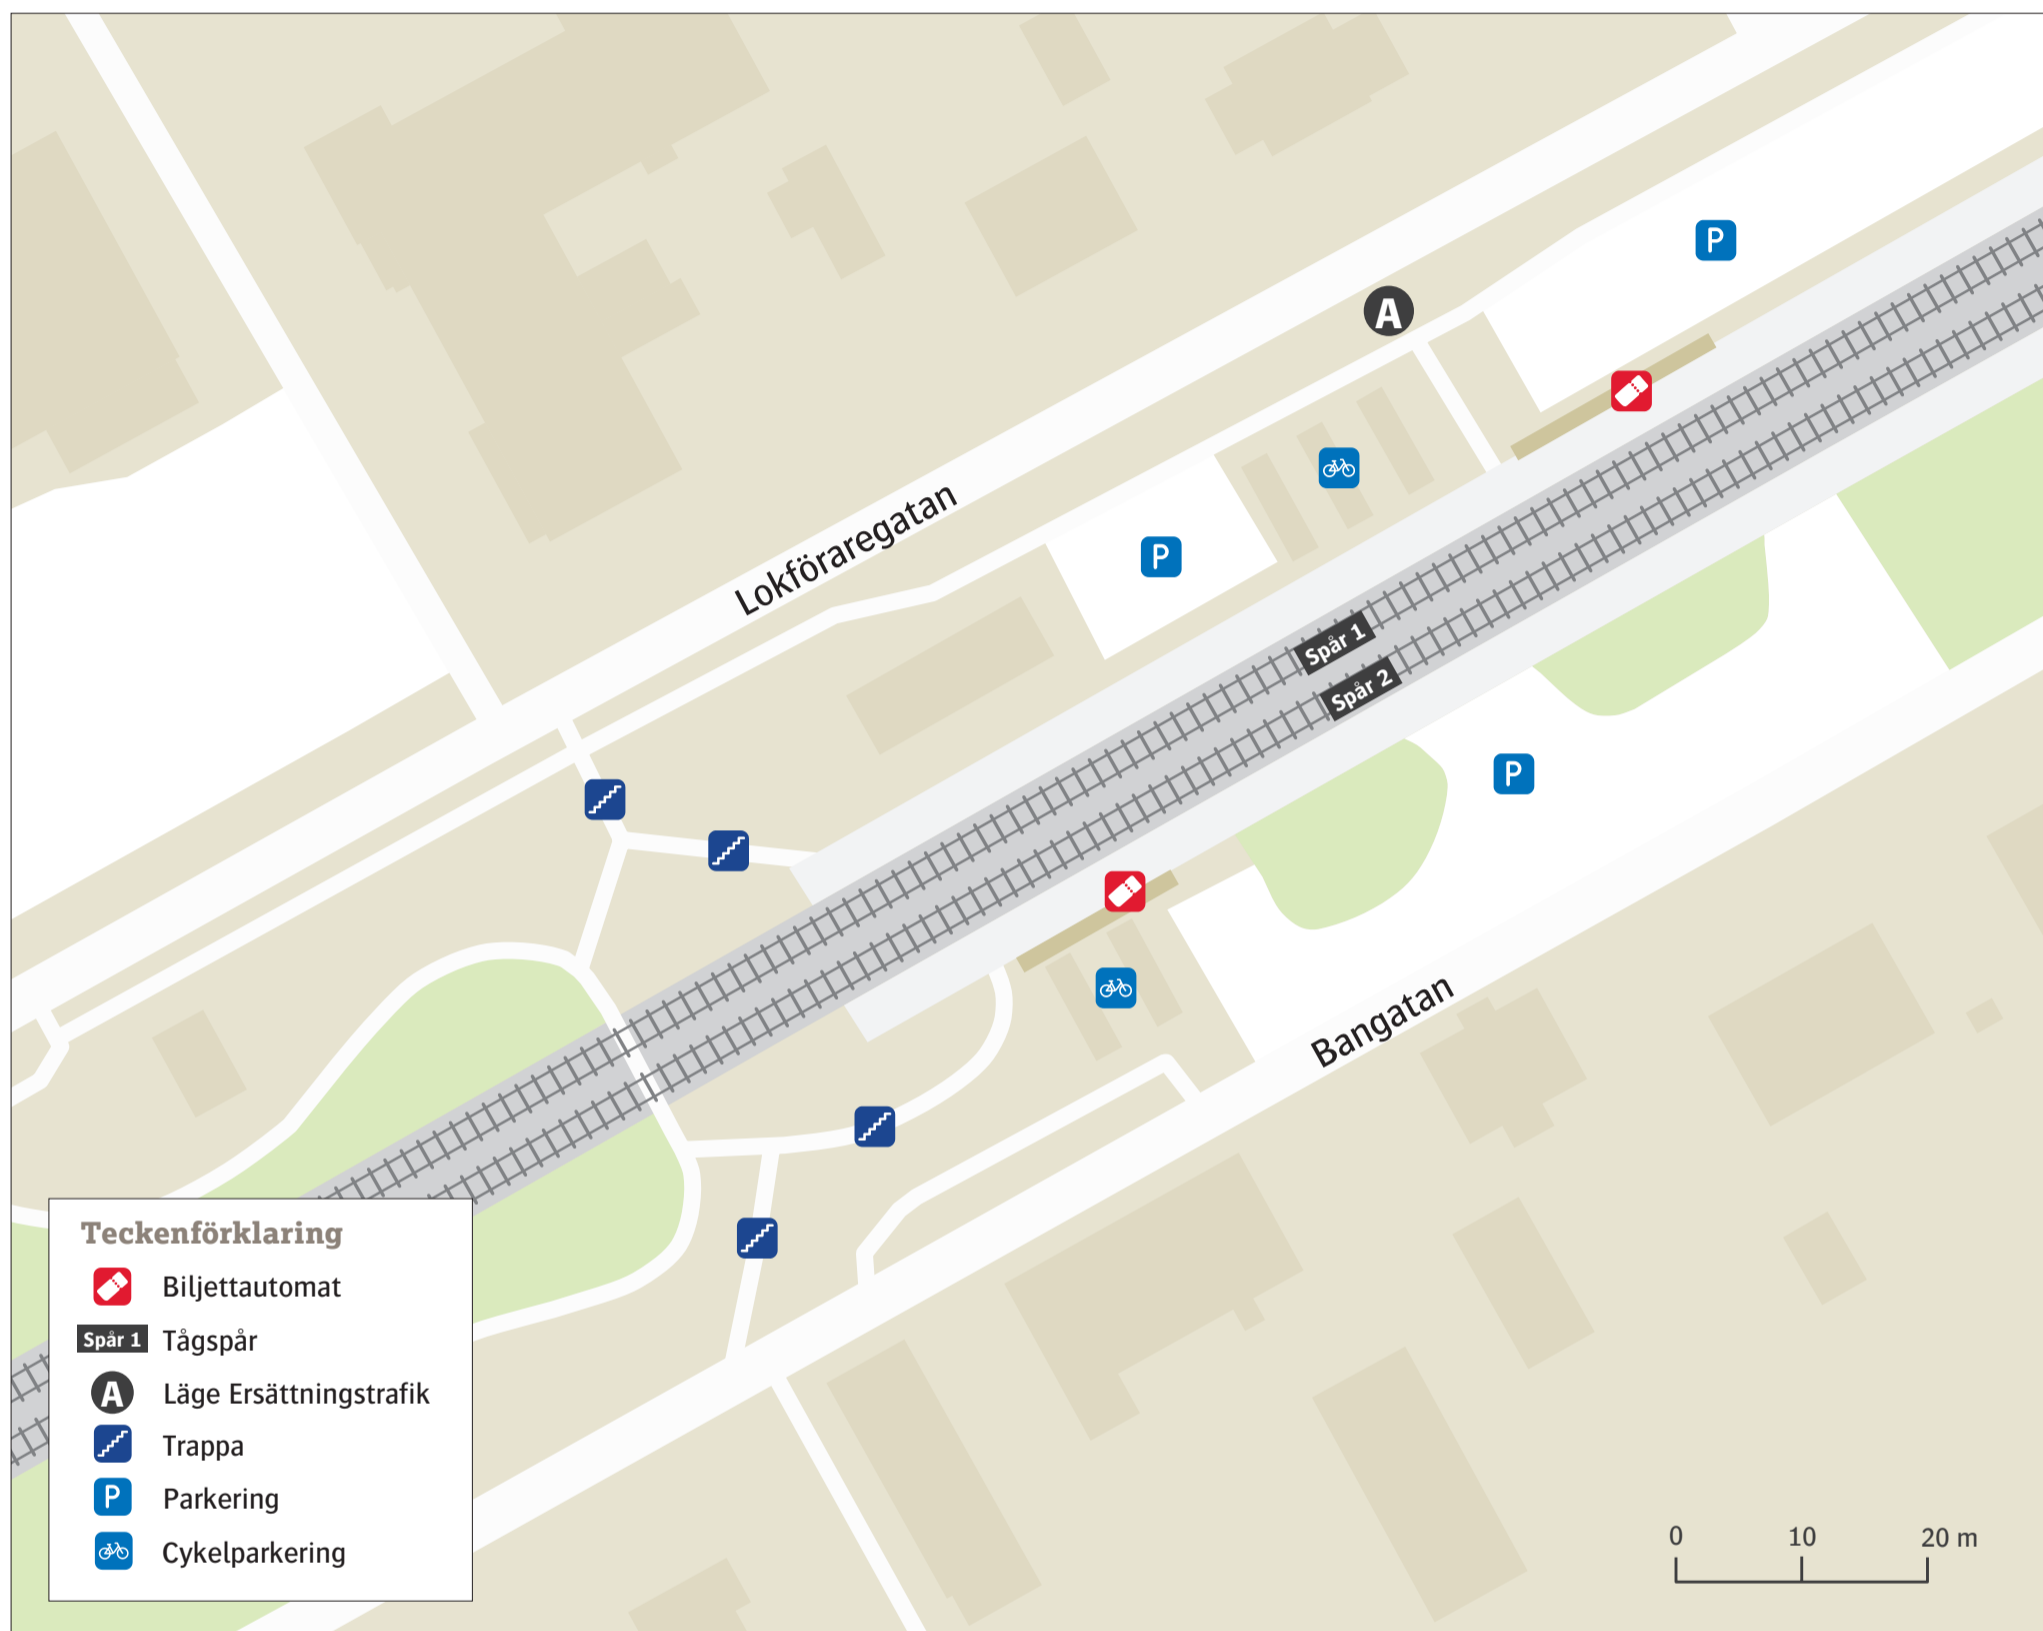 A
P
Lokföraregatan
P
Spår 1
Spår 2
P
Bangatan
Teckenförklaring
Biljettautomat
Spår 1 Tågspår
A Läge Ersättningstrafik
Trappa
P Parkering
Cykelparkering
0 10 20 m